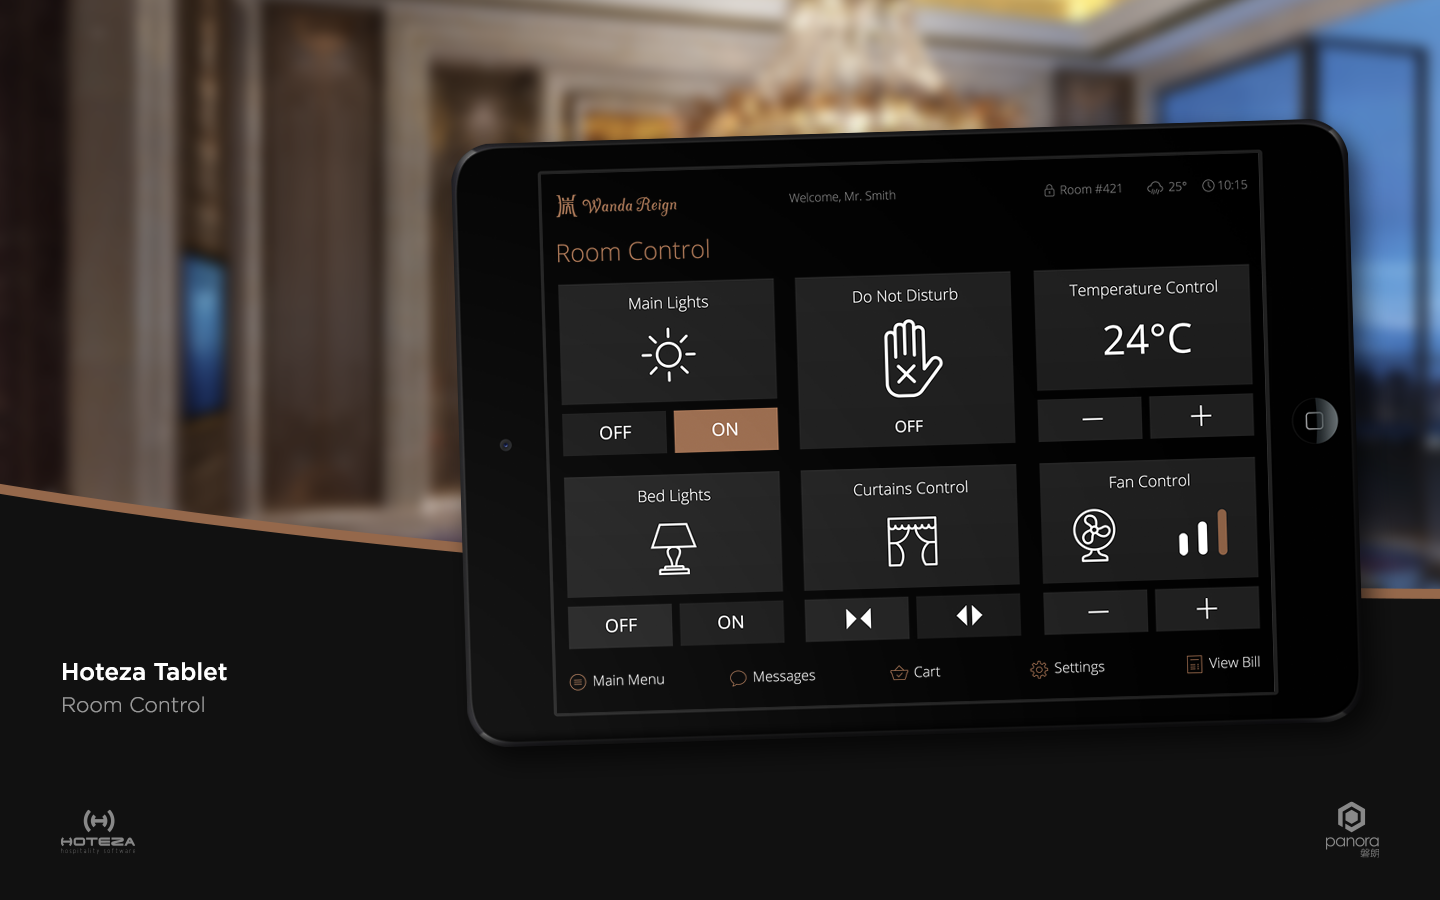 Wanda Reign
Welcome, Mr. Smith
Room #421
25°
10:15
Room Control
Main Lights
OFF
ON
Do Not Disturb
OFF
Temperature Control
24°C
Bed Lights
OFF
ON
Curtains Control
Fan Control
Main Menu
Messages
Cart
Settings
View Bill
Hoteza Tablet
Room Control
HOTEZA
hospitality software
panora
磐朗